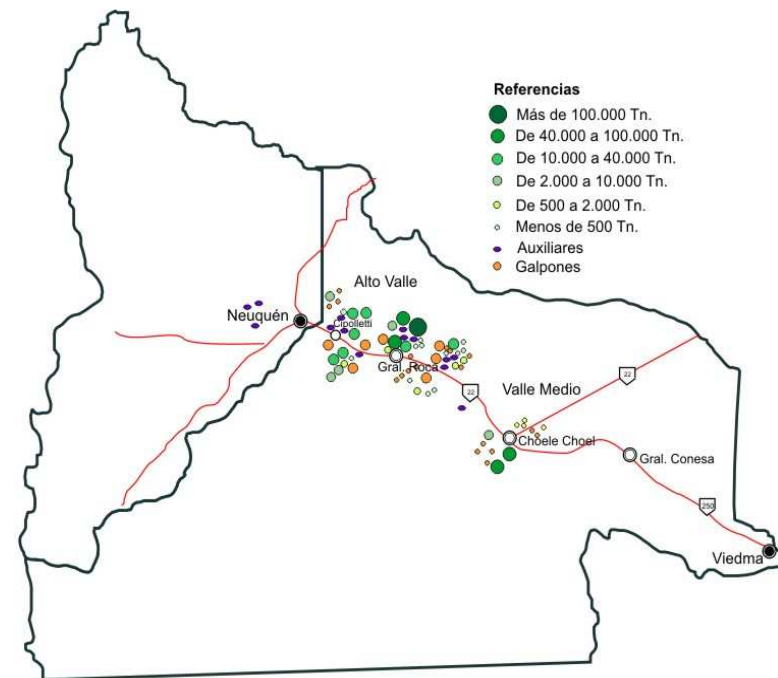 Referencias
Más de 100.000 Tn.
De 40.000 a 100.000 Tn.
De 10.000 a 40.000 Tn.
De 2.000 a 10.000 Tn.
De 500 a 2.000 Tn.
Menos de 500 Tn.
Auxiliares
Galpones
Alto Valle
Neuquén
Cipolletti
Gral. Roca
22
Valle Medio
22
Choele Choel
Gral. Conesa
250
Viedma